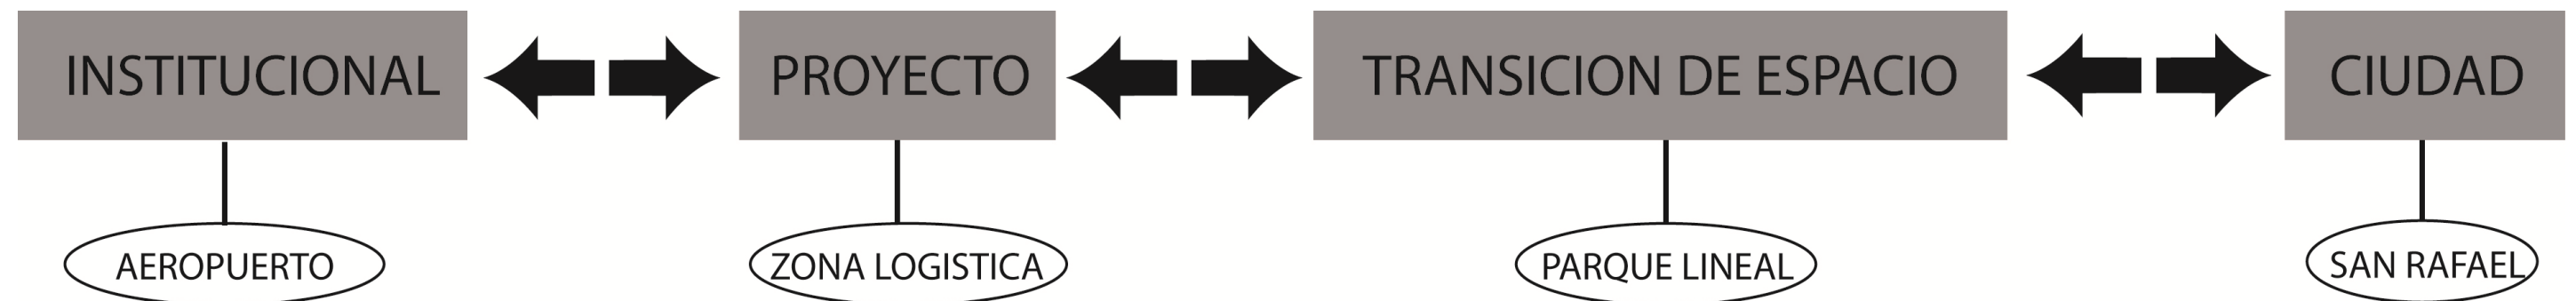 INSTITUCIONAL
PROYECTO
TRANSICION DE ESPACIO
CIUDAD
AEROPUERTO
ZONA LOGISTICA
PARQUE LINEAL
SAN RAFAEL